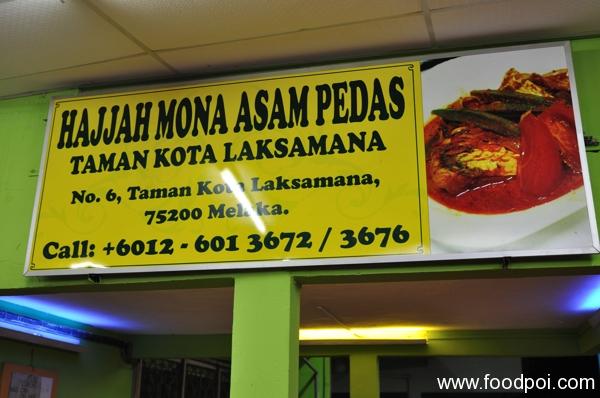 HAJJAH MONA ASAM PEDAS
TAMAN KOTA LAKSAMANA
No. 6, Taman Kota Laksamana,
75200 Melaka.
Call: +6012 - 601 3672 / 3676
www.foodpoi.com